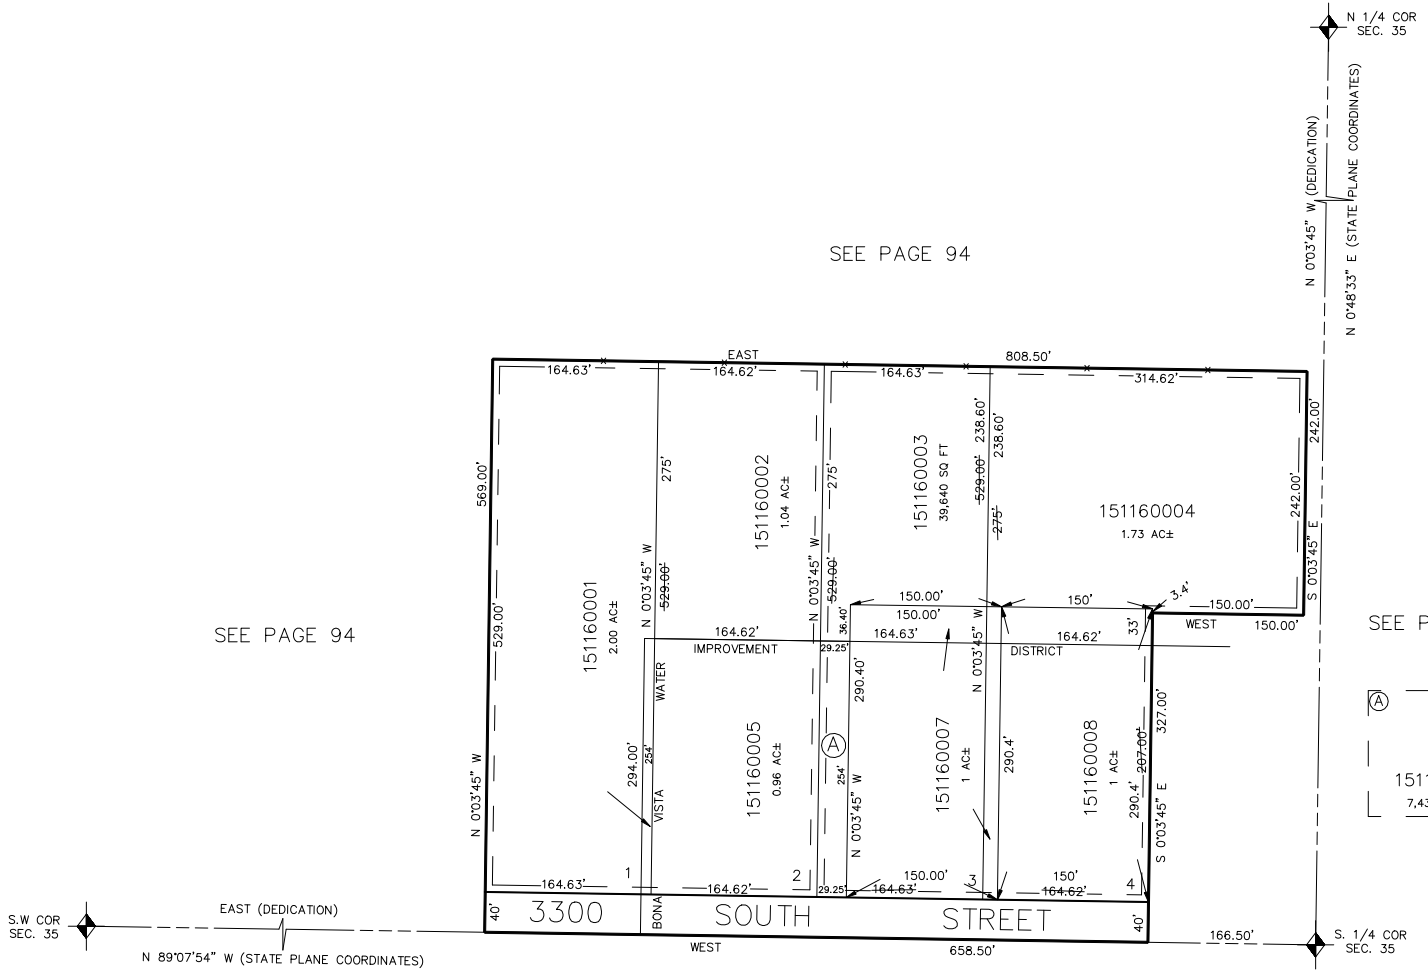 N 1/4 COR
SEC. 35
N 0°03'45" W (DEDICATION)
N 0°48'33" E (STATE PLANE COORDINATES)
SEE PAGE 94
EAST
808.50'
164.63'
164.62'
164.63'
314.62'
569.00'
529.00'
N 0°03'45" W
275'
N 0°03'45" W
529.00'
151160001
2.00 AC±
151160002
1.04 AC±
275'
N 0°03'45" W
529.00'
151160003
39,640 SQ FT
238.60'
529.00'
238.60'
275'
151160004
1.73 AC±
242.00'
242.00'
S 0°03'45" E
SEE PAGE 94
SEE P
150.00'
150.00'
150'
3.4'
150.00'
WEST
150.00'
36.40'
33'
164.62'
164.63'
164.62'
IMPROVEMENT
DISTRICT
29.25'
N 0°03'45" W
WATER
VISTA
BONA
294.00'
254'
151160005
0.96 AC±
A
254'
290.40'
N 0°03'45" W
151160007
1 AC±
290.4'
151160008
1 AC±
207.00'
290.4'
327.00'
S 0°03'45" E
A
1511
7,43
1
2
3
4
164.63'
164.62'
29.25'
150.00'
164.63'
150'
164.62'
40'
3300 SOUTH STREET
40'
S.W COR
SEC. 35
EAST (DEDICATION)
N 89°07'54" W (STATE PLANE COORDINATES)
WEST
658.50'
166.50'
S. 1/4 COR
SEC. 35